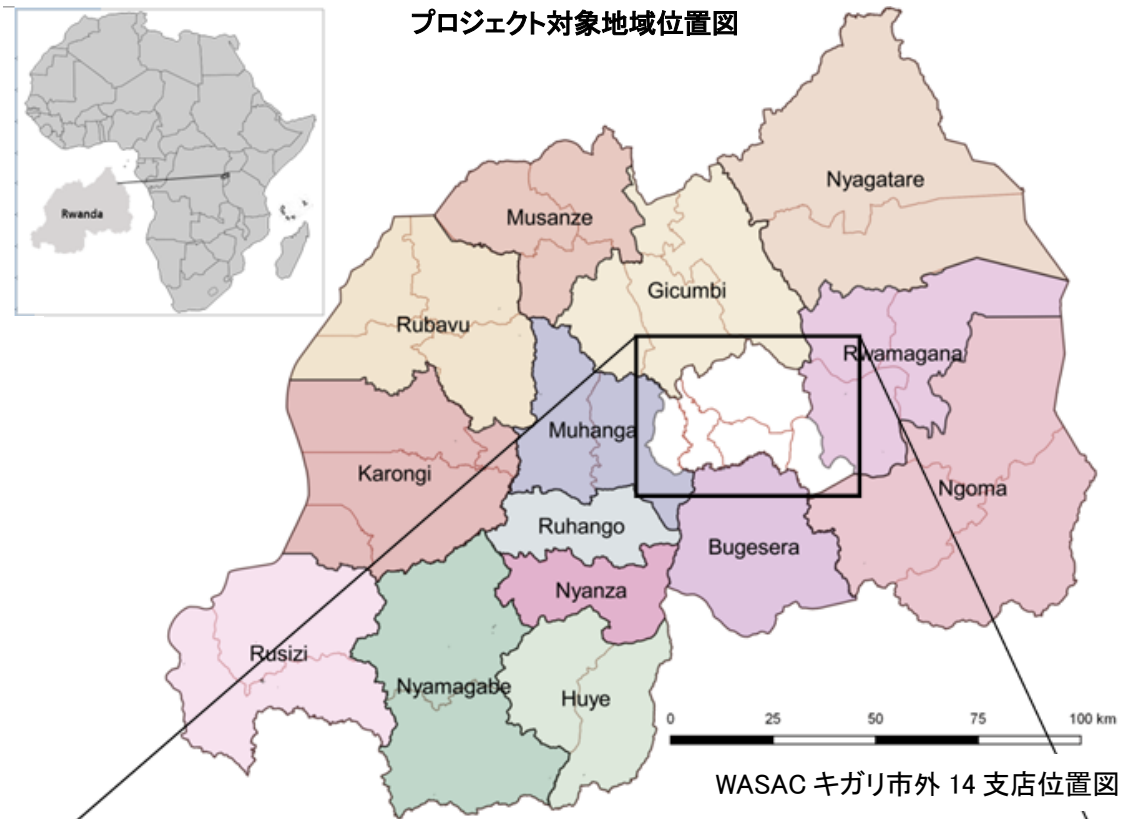 プロジェクト対象地域位置図
Rwanda
Nyagatare
Musanze
Gicumbi
Rubavu
Rwamagana
Muhanga
Karongi
Ngoma
Ruhango
Bugesera
Nyanza
Rusizi
Nyamagabe
Huye
0 25 50 75 100 km
WASAC キガリ市外 14 支店位置図